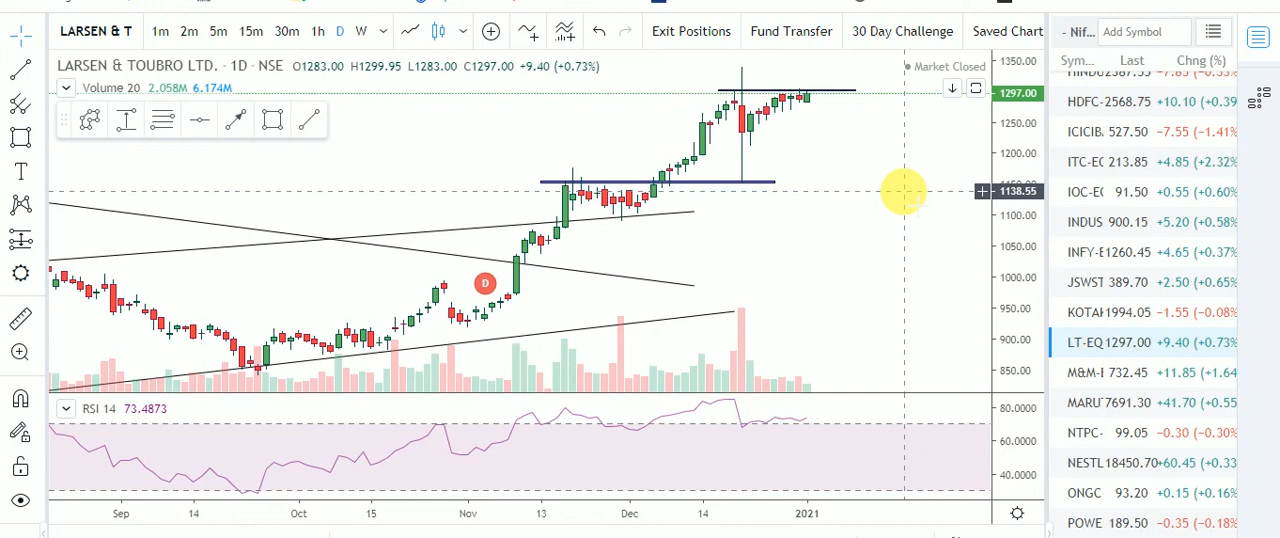 LARSEN & T 1m 2m 5m 15m 30m 1h D W Exit Positions Fund Transfer 30 Day Challenge Saved Chart
- Nif... Add Symbol
LARSEN & TOUBRO LTD. · 1D · NSE O1283.00 H1299.95 L1283.00 C1297.00 +9.40 (+0.73%)
Market Closed
Volume 20 2.058M 6.174M
D
1350.00
1297.00
1250.00
1200.00
1138.55
1100.00
1050.00
1000.00
950.00
900.00
850.00
RSI 14 73.4873
80.0000
60.0000
40.0000
Sep 14 Oct 15 Nov 13 Dec 14 2021
Sym... Last Chng (%)
HDFC- 2568.75 +10.10 (+0.39
ICICIB, 527.50 −7.55 (−1.41%
ITC-EC 213.85 +4.85 (+2.32%
IOC-EC 91.50 +0.55 (+0.60%
INDUS 900.15 +5.20 (+0.58%
INFY-E 1260.45 +4.65 (+0.37%
JSWST 389.70 +2.50 (+0.65%
KOTAK 1994.05 −1.55 (−0.08%
LT-EQ 1297.00 +9.40 (+0.73%
M&M-E 732.45 +11.85 (+1.64
MARU 7691.30 +41.70 (+0.55
NTPC- 99.05 −0.30 (−0.30%
NESTL 18450.70 +60.45 (+0.33
ONGC 93.20 +0.15 (+0.16%
POWE 189.50 −0.35 (−0.18%